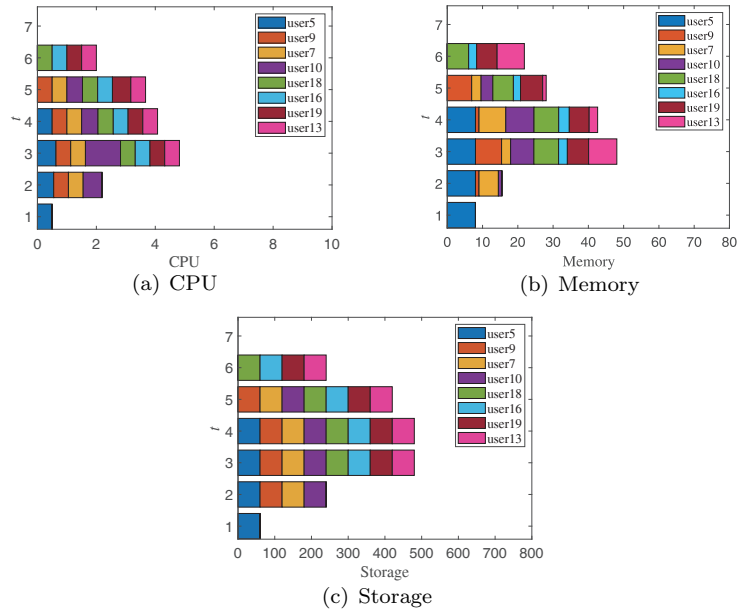 7
6
5
4
3
2
1
t
0 2 4 6 8 10
CPU
user5
user9
user7
user10
user18
user16
user19
user13
(a) CPU
7
6
5
4
3
2
1
t
0 10 20 30 40 50 60 70 80
Memory
user5
user9
user7
user10
user18
user16
user19
user13
(b) Memory
7
6
5
4
3
2
1
t
0 100 200 300 400 500 600 700 800
Storage
user5
user9
user7
user10
user18
user16
user19
user13
(c) Storage